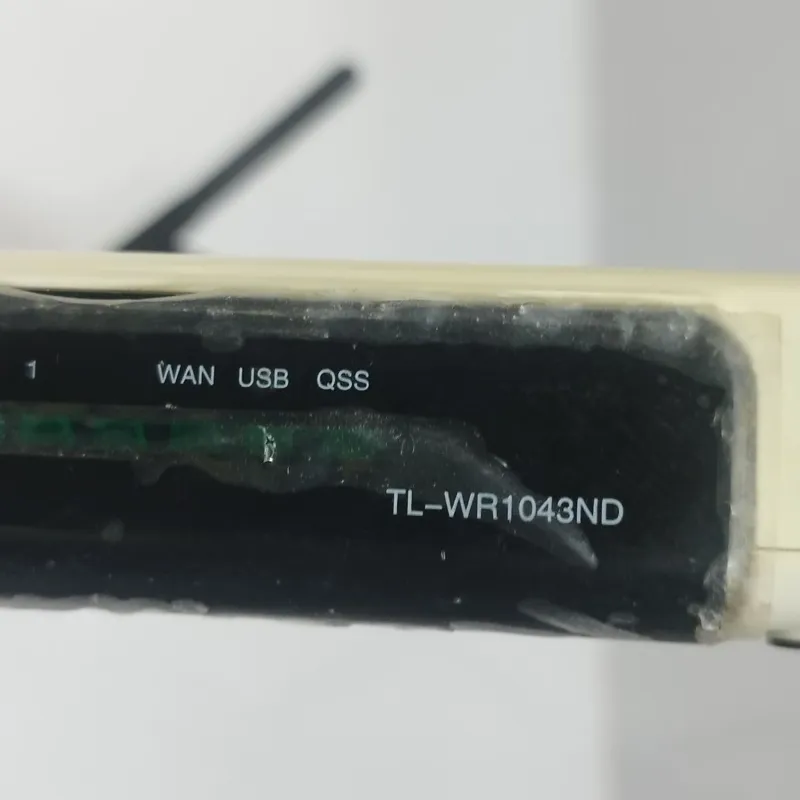 1 WAN USB QSS
TL-WR1043ND